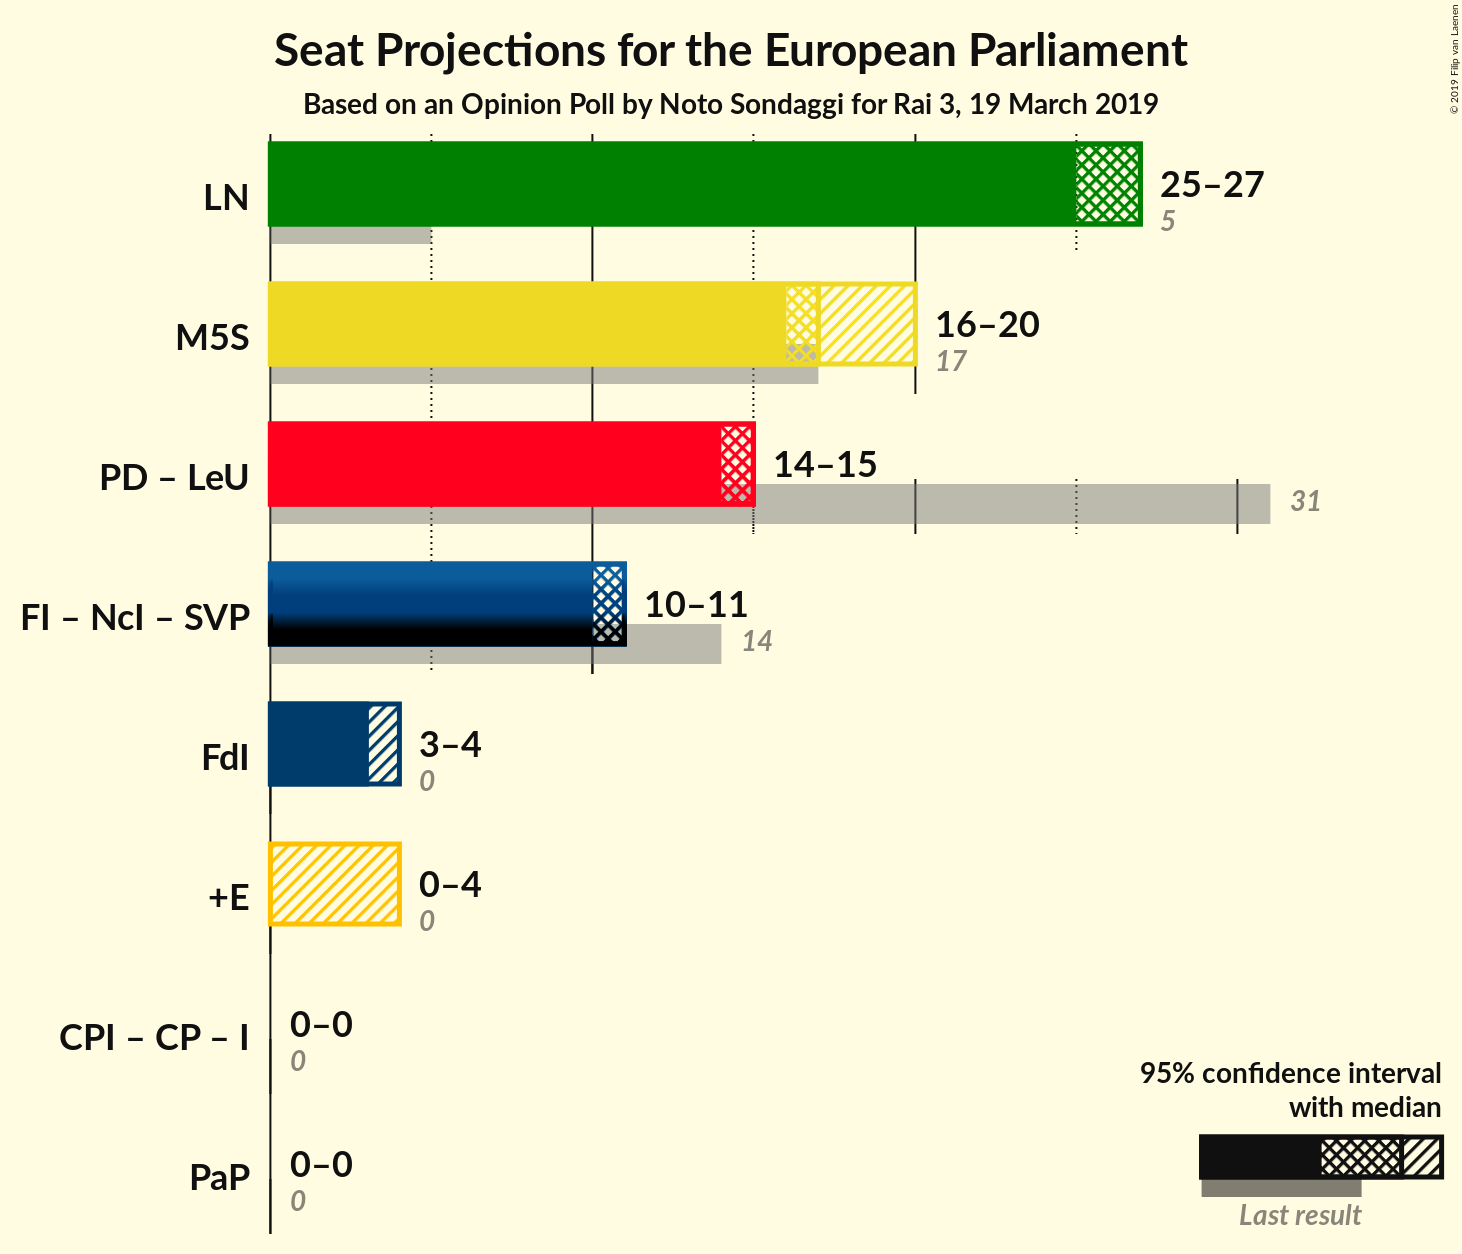 Seat Projections for the European Parliament
Based on an Opinion Poll by Noto Sondaggi for Rai 3, 19 March 2019
© 2019 Filip van Laenen
LN
25–27
5
M5S
16–20
17
PD – LeU
14–15
31
FI – NcI – SVP
10–11
14
FdI
3–4
0
+E
0–4
0
CPI – CP – I
0–0
0
PaP
0–0
0
95% confidence interval
with median
Last result